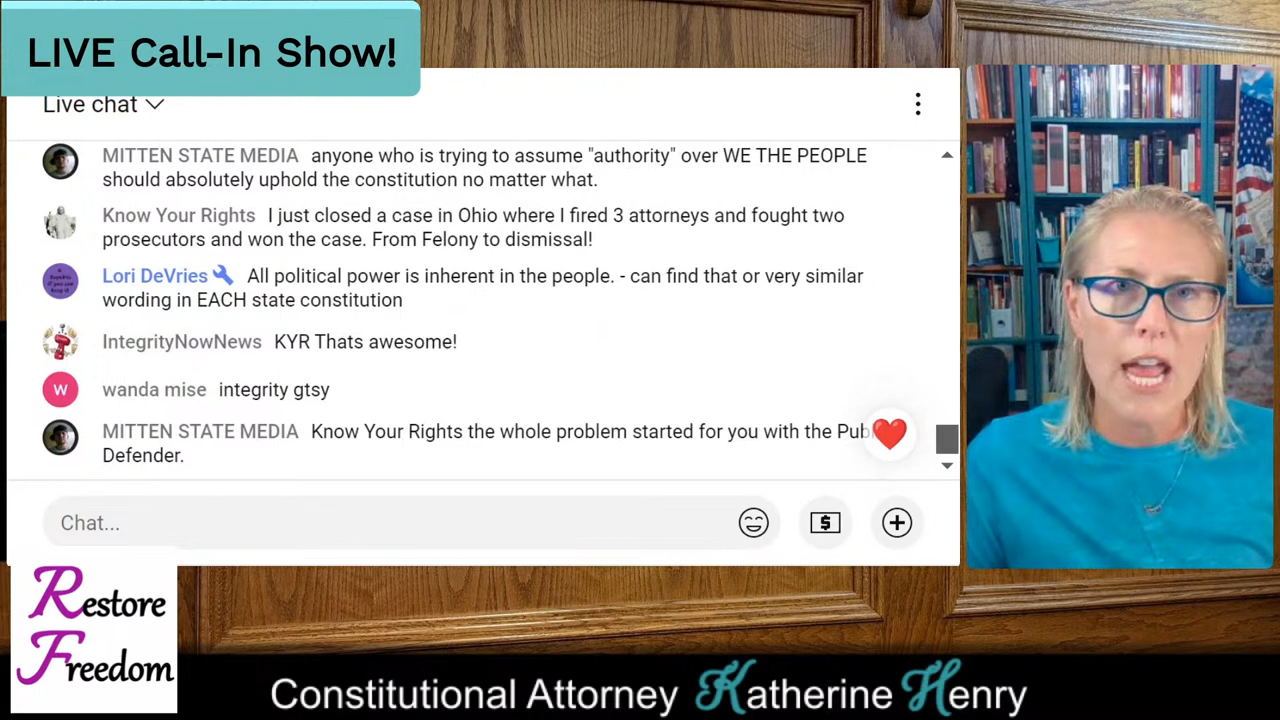 LIVE Call-In Show!
Live chat
MITTEN STATE MEDIA anyone who is trying to assume "authority" over WE THE PEOPLE
should absolutely uphold the constitution no matter what.
Know Your Rights I just closed a case in Ohio where I fired 3 attorneys and fought two
prosecutors and won the case. From Felony to dismissal!
Lori DeVries All political power is inherent in the people. - can find that or very similar
wording in EACH state constitution
IntegrityNowNews KYR Thats awesome!
W
wanda mise integrity gtsy
MITTEN STATE MEDIA Know Your Rights the whole problem started for you with the
Defender.
Chat...
$
Restore
Freedom
Constitutional Attorney Katherine Henry